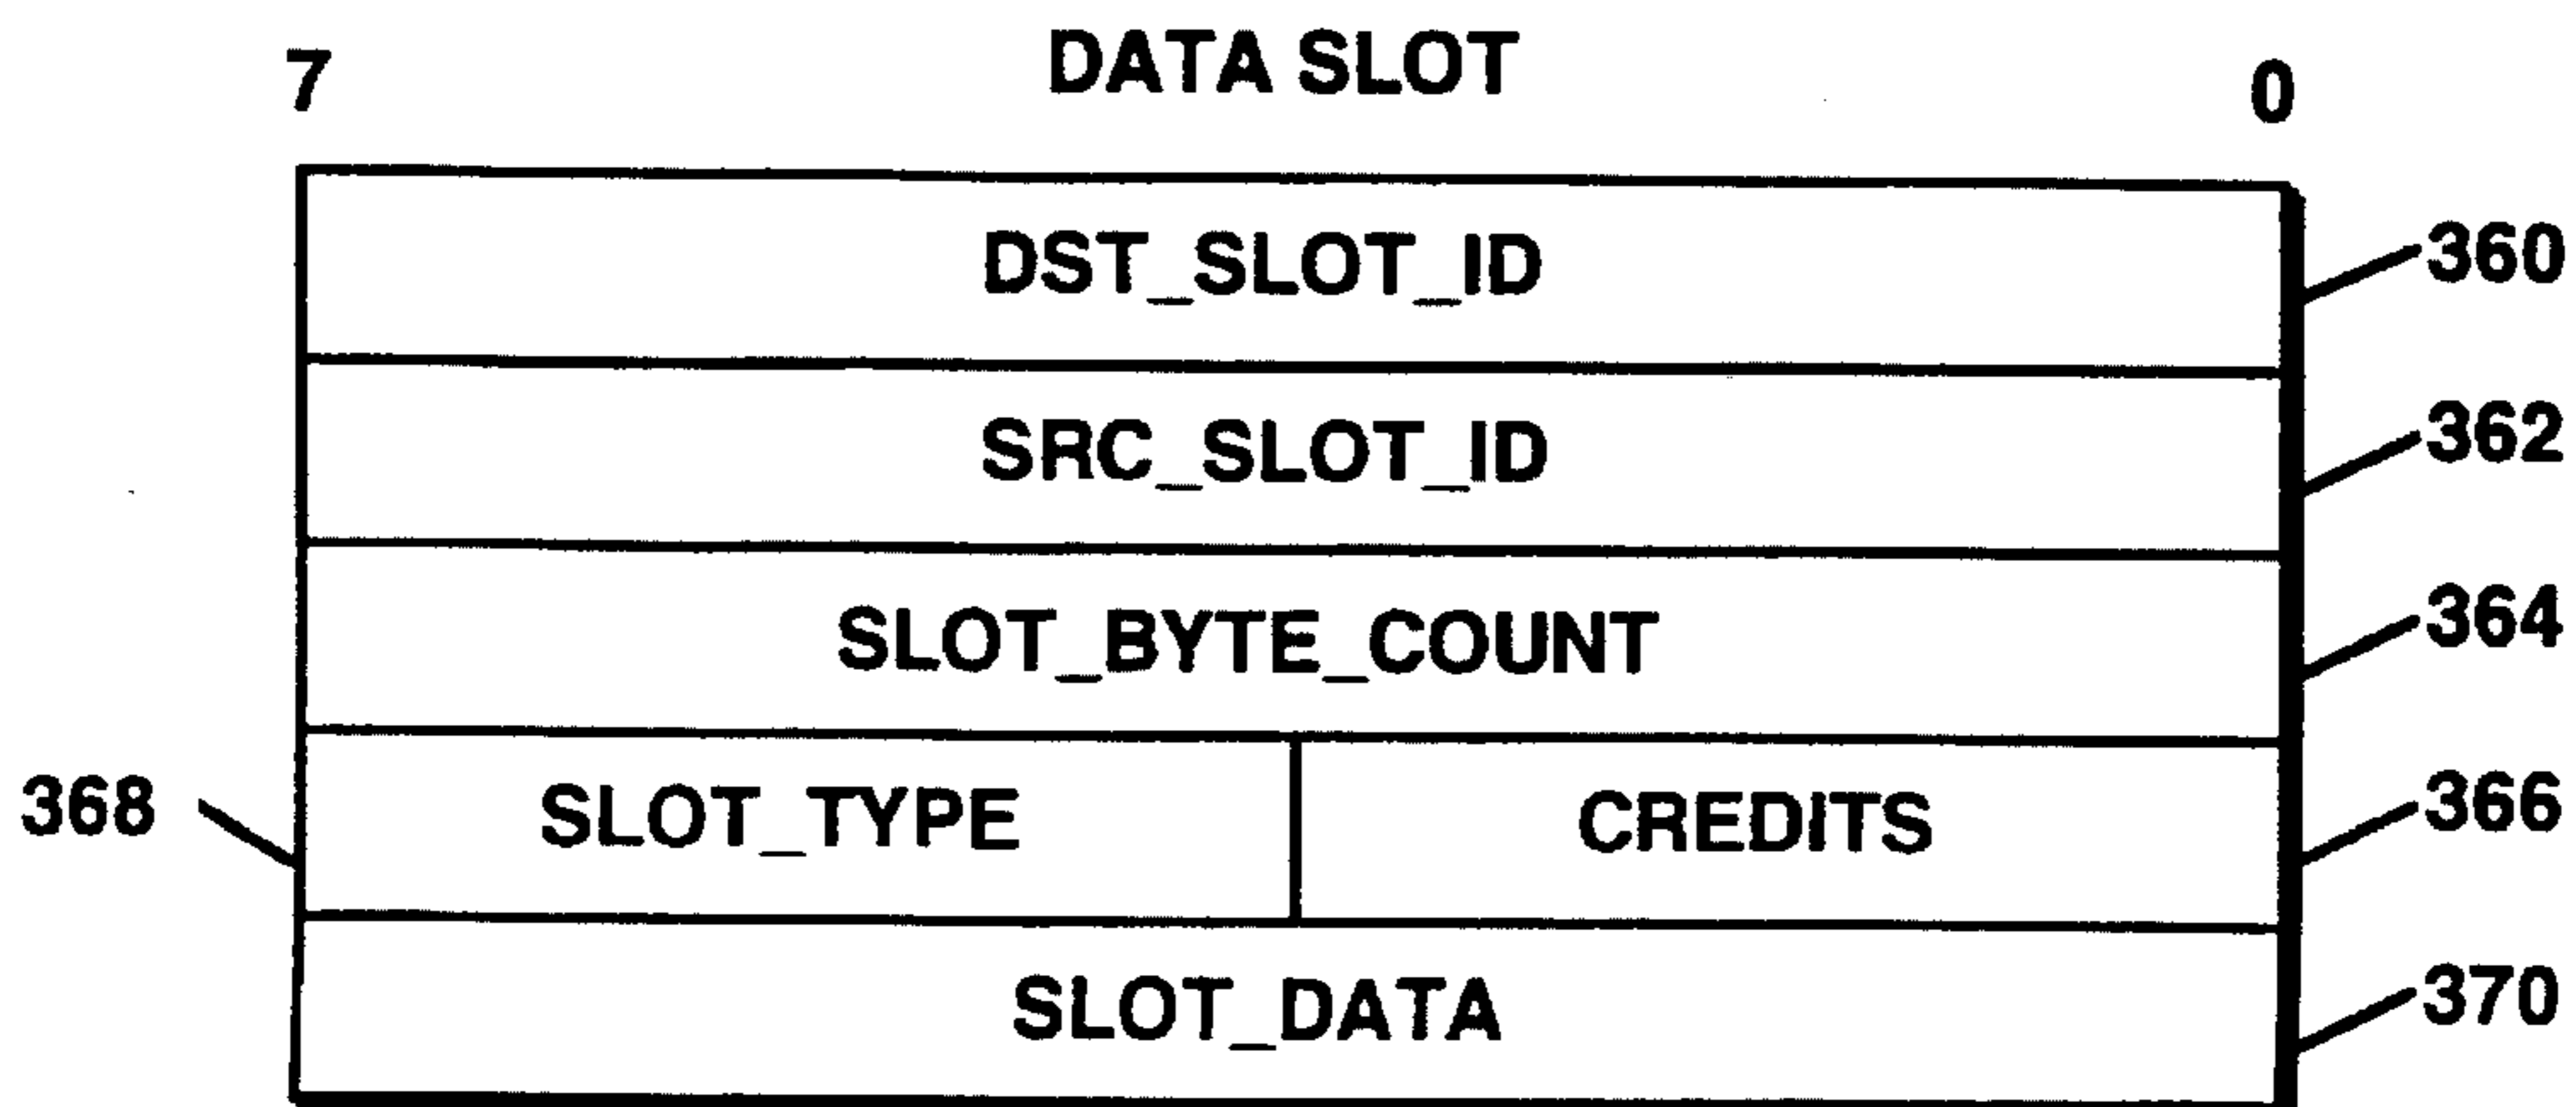 DATA SLOT
7 0
DST_SLOT_ID 360
SRC_SLOT_ID 362
SLOT_BYTE_COUNT 364
368 SLOT_TYPE CREDITS 366
SLOT_DATA 370